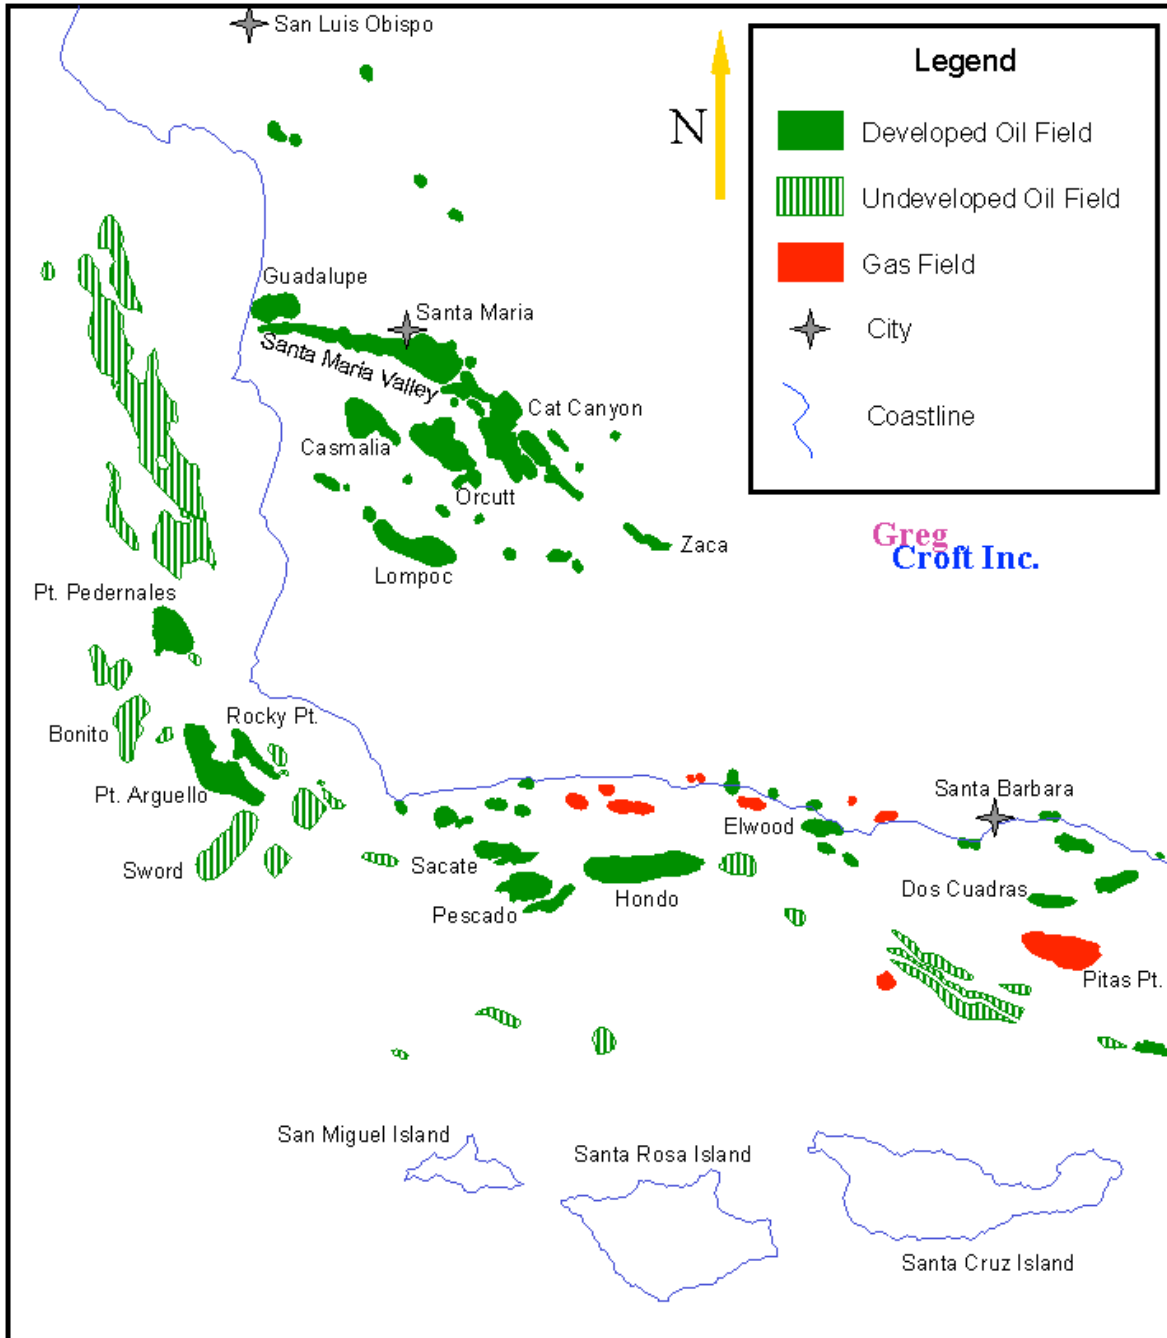 San Luis Obispo
Legend
Developed Oil Field
Undeveloped Oil Field
Gas Field
City
Coastline
N
Guadalupe
Santa Maria
Santa Maria Valley
Cat Canyon
Casmalia
Orcutt
Zaca
Lompoc
Greg
Croft Inc.
Pt. Pedernales
Rocky Pt.
Bonito
Pt. Arguello
Santa Barbara
Elwood
Sword
Sacate
Hondo
Dos Cuadras
Pescado
Pitas Pt.
San Miguel Island
Santa Rosa Island
Santa Cruz Island